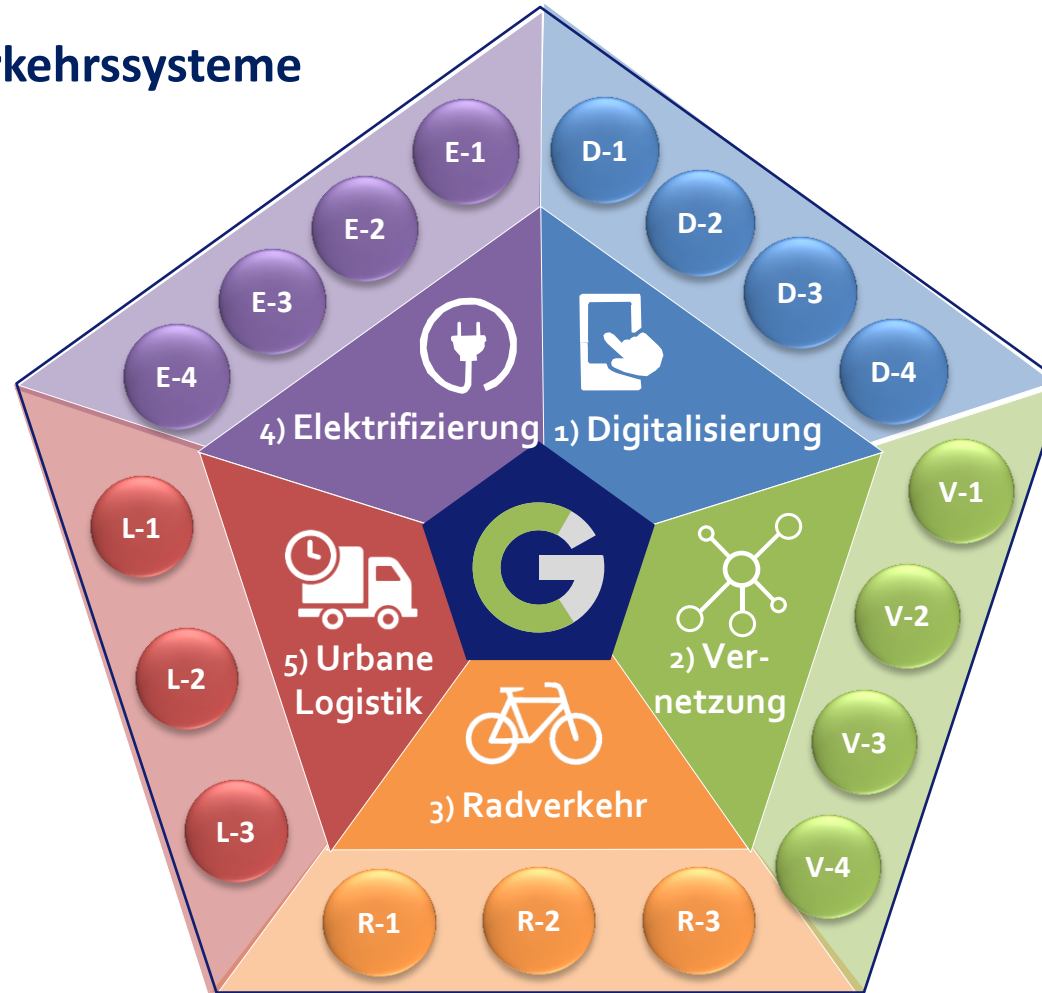 rkehrssysteme
E-1
E-2
E-3
E-4
D-1
D-2
D-3
D-4
4) Elektrifizierung
1) Digitalisierung
V-1
V-2
V-3
V-4
L-1
L-2
L-3
G
5) Urbane
Logistik
2) Ver-
netzung
3) Radverkehr
R-1
R-2
R-3